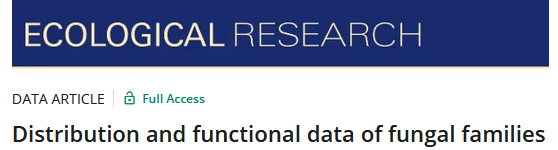 ECOLOGICAL RESEARCH
DATA ARTICLE Full Access
Distribution and functional data of fungal families